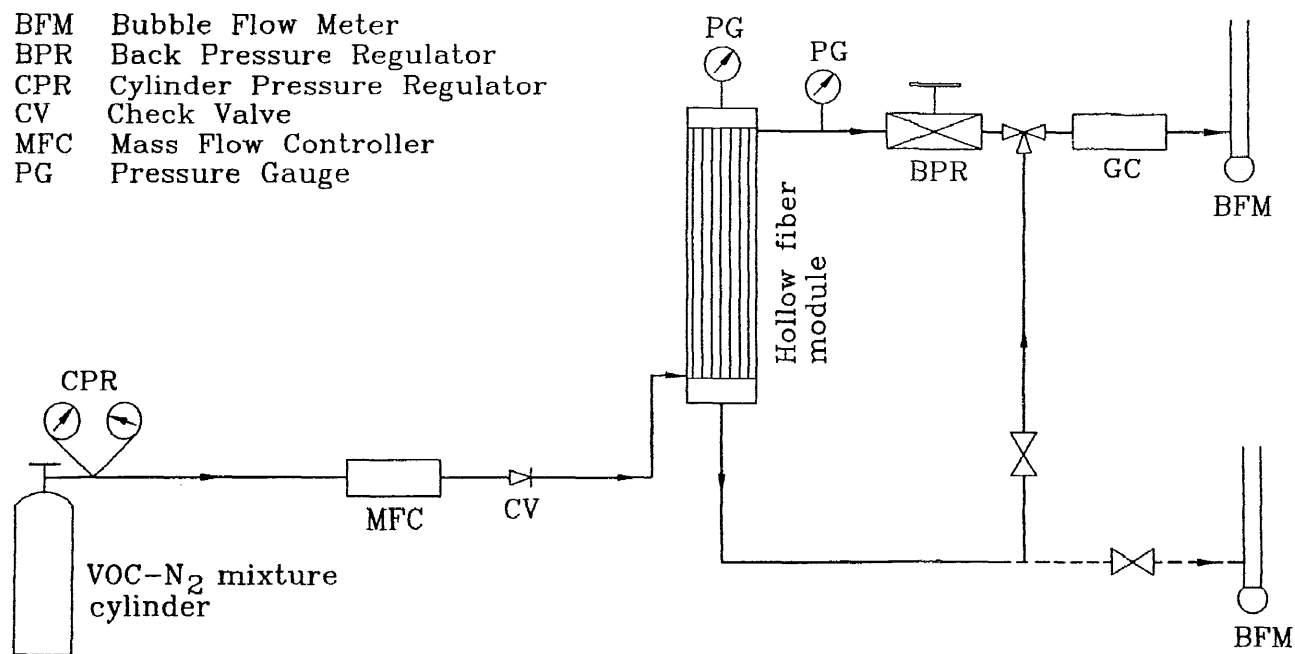 BFM Bubble Flow Meter
BPR Back Pressure Regulator
CPR Cylinder Pressure Regulator
CV Check Valve
MFC Mass Flow Controller
PG Pressure Gauge
PG
PG
BPR
GC
BFM
Hollow fiber
module
CPR
MFC
CV
VOC-N₂ mixture
cylinder
BFM